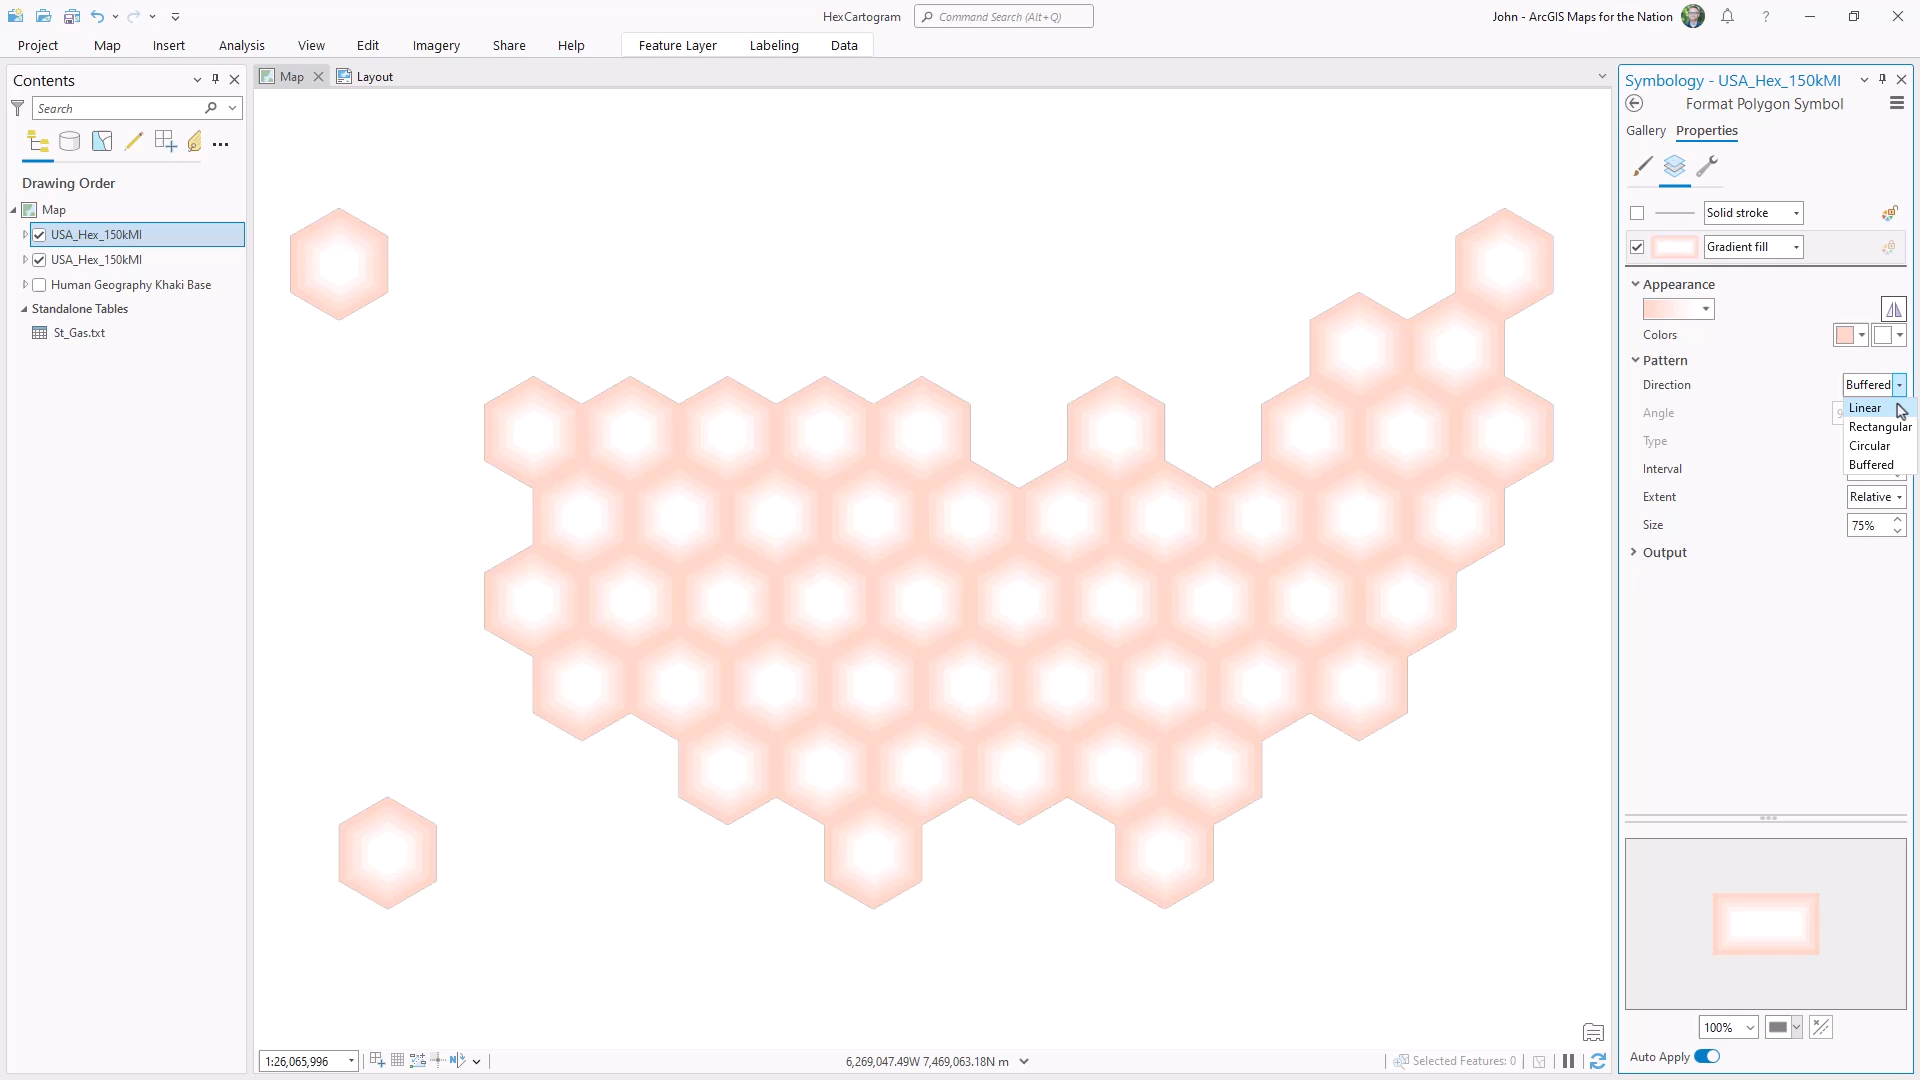 HexCartogram
Command Search (Alt+Q)
John - ArcGIS Maps for the Nation
?
Project
Map
Insert
Analysis
View
Edit
Imagery
Share
Help
Feature Layer
Labeling
Data
Contents
Search
Drawing Order
Map
USA_Hex_150kMI
USA_Hex_150kMI
Human Geography Khaki Base
Standalone Tables
St_Gas.txt
Map
Layout
1:26,065,996
6,269,047.49W 7,469,063.18N m
Selected Features: 0
Symbology - USA_Hex_150kMI
Format Polygon Symbol
Gallery
Properties
Solid stroke
Gradient fill
Appearance
Colors
Pattern
Direction
Buffered
Linear
Rectangular
Circular
Buffered
Angle
Type
Interval
Extent
Relative
Size
75%
Output
100%
Auto Apply